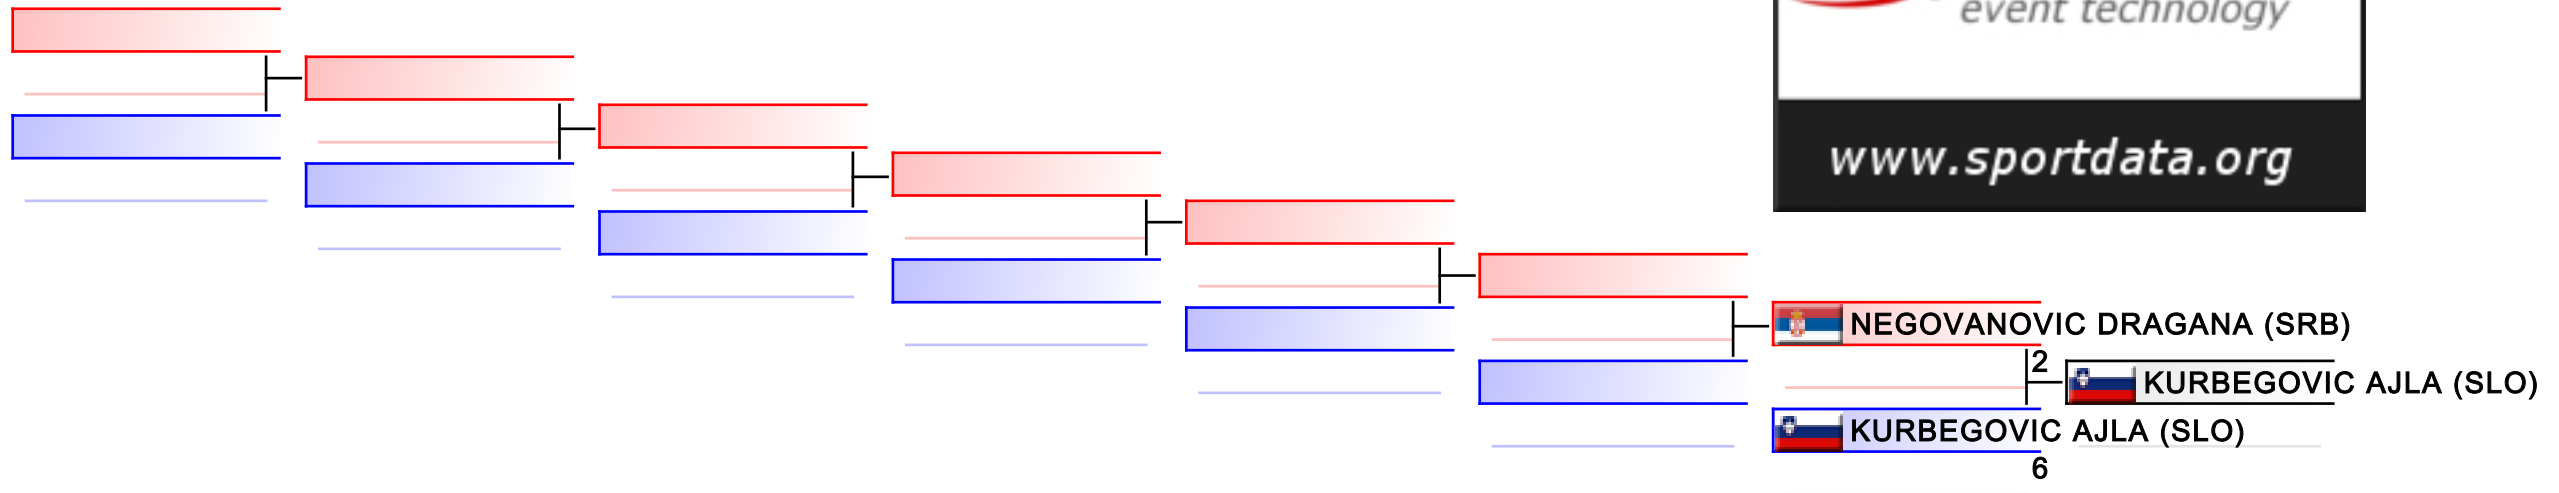 event technology
www.sportdata.org
NEGOVANOVIC DRAGANA (SRB)
2
KURBEGOVIC AJLA (SLO)
KURBEGOVIC AJLA (SLO)
6